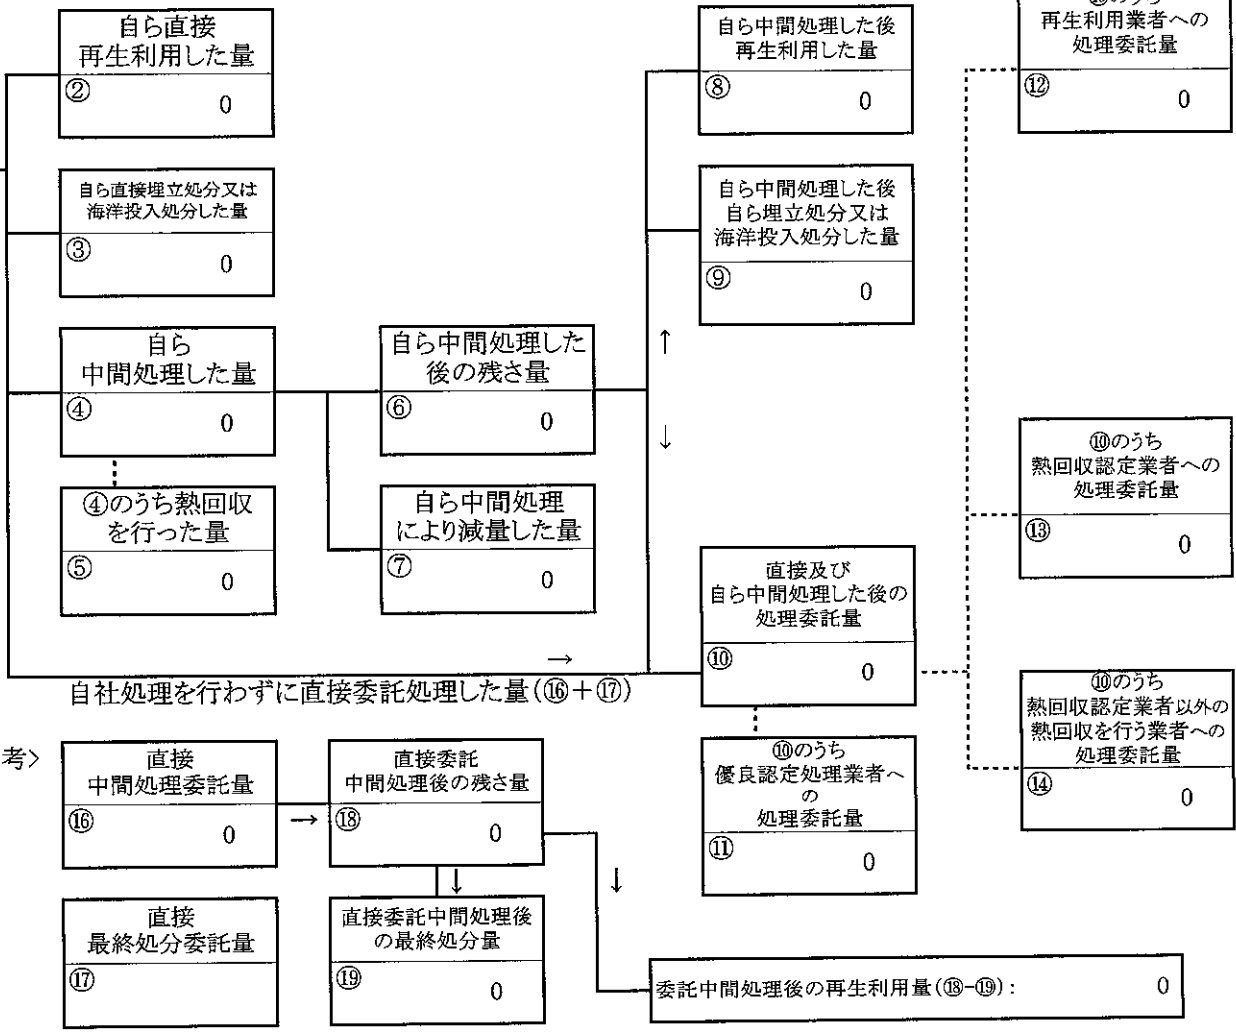 自ら直接
再生利用した量
②
0
自ら直接埋立処分又は
海洋投入処分した量
③
0
自ら
中間処理した量
④
0
④のうち熱回収
を行った量
⑤
0
自ら中間処理した
後の残さ量
⑥
0
自ら中間処理
により減量した量
⑦
0
自ら中間処理した後
再生利用した量
⑧
0
自ら中間処理した後
自ら埋立処分又は
海洋投入処分した量
⑨
0
↑
↓
直接及び
自ら中間処理した後の
処理委託量
⑩
0
⑩のうち
優良認定処理業者へ
の
処理委託量
⑪
0
⑩のうち
再生利用業者への
処理委託量
⑫
0
⑩のうち
熱回収認定業者への
処理委託量
⑬
0
⑩のうち
熱回収認定業者以外の
熱回収を行う業者への
処理委託量
⑭
0
→
自社処理を行わずに直接委託処理した量(⑯+⑰)
考>
直接
中間処理委託量
⑯
0
→
直接委託
中間処理後の残さ量
⑱
0
↓
↓
直接
最終処分委託量
⑰
直接委託中間処理後
の最終処分量
⑲
0
委託中間処理後の再生利用量(⑱-⑲): 0